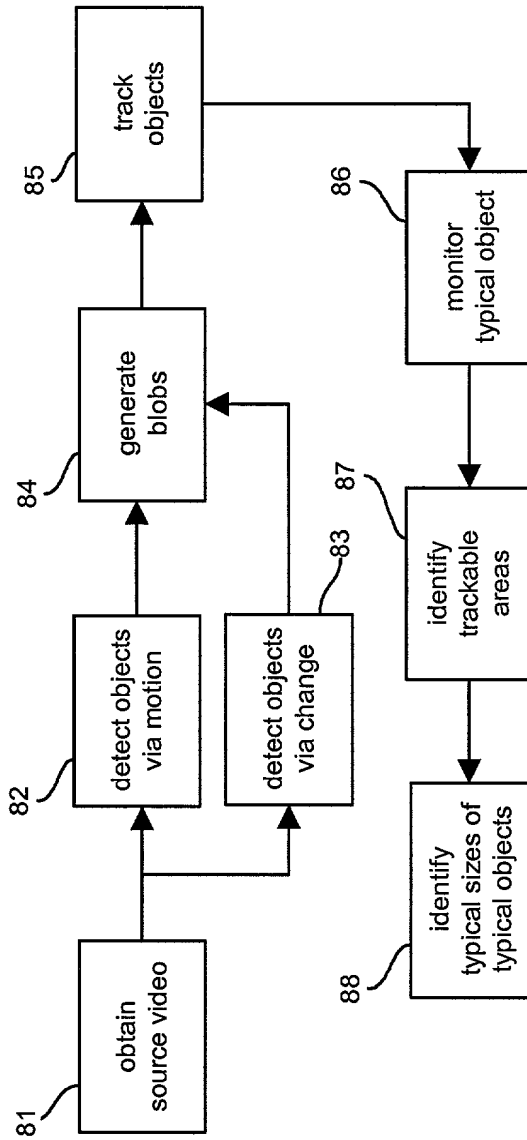 81
obtain
source video
82
detect objects
via motion
83
detect objects
via change
84
generate
blobs
85
track
objects
86
monitor
typical object
87
identify
trackable
areas
88
identify
typical sizes of
typical objects